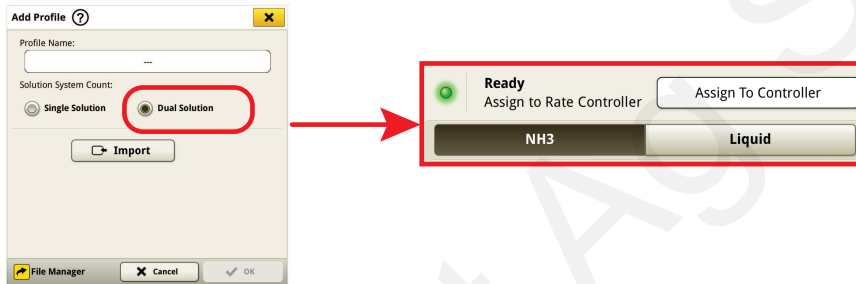 Add Profile ?
Profile Name:
---
Solution System Count:
Single Solution
Dual Solution
Import
File Manager
Cancel
OK
Ready
Assign to Rate Controller
Assign To Controller
NH3
Liquid